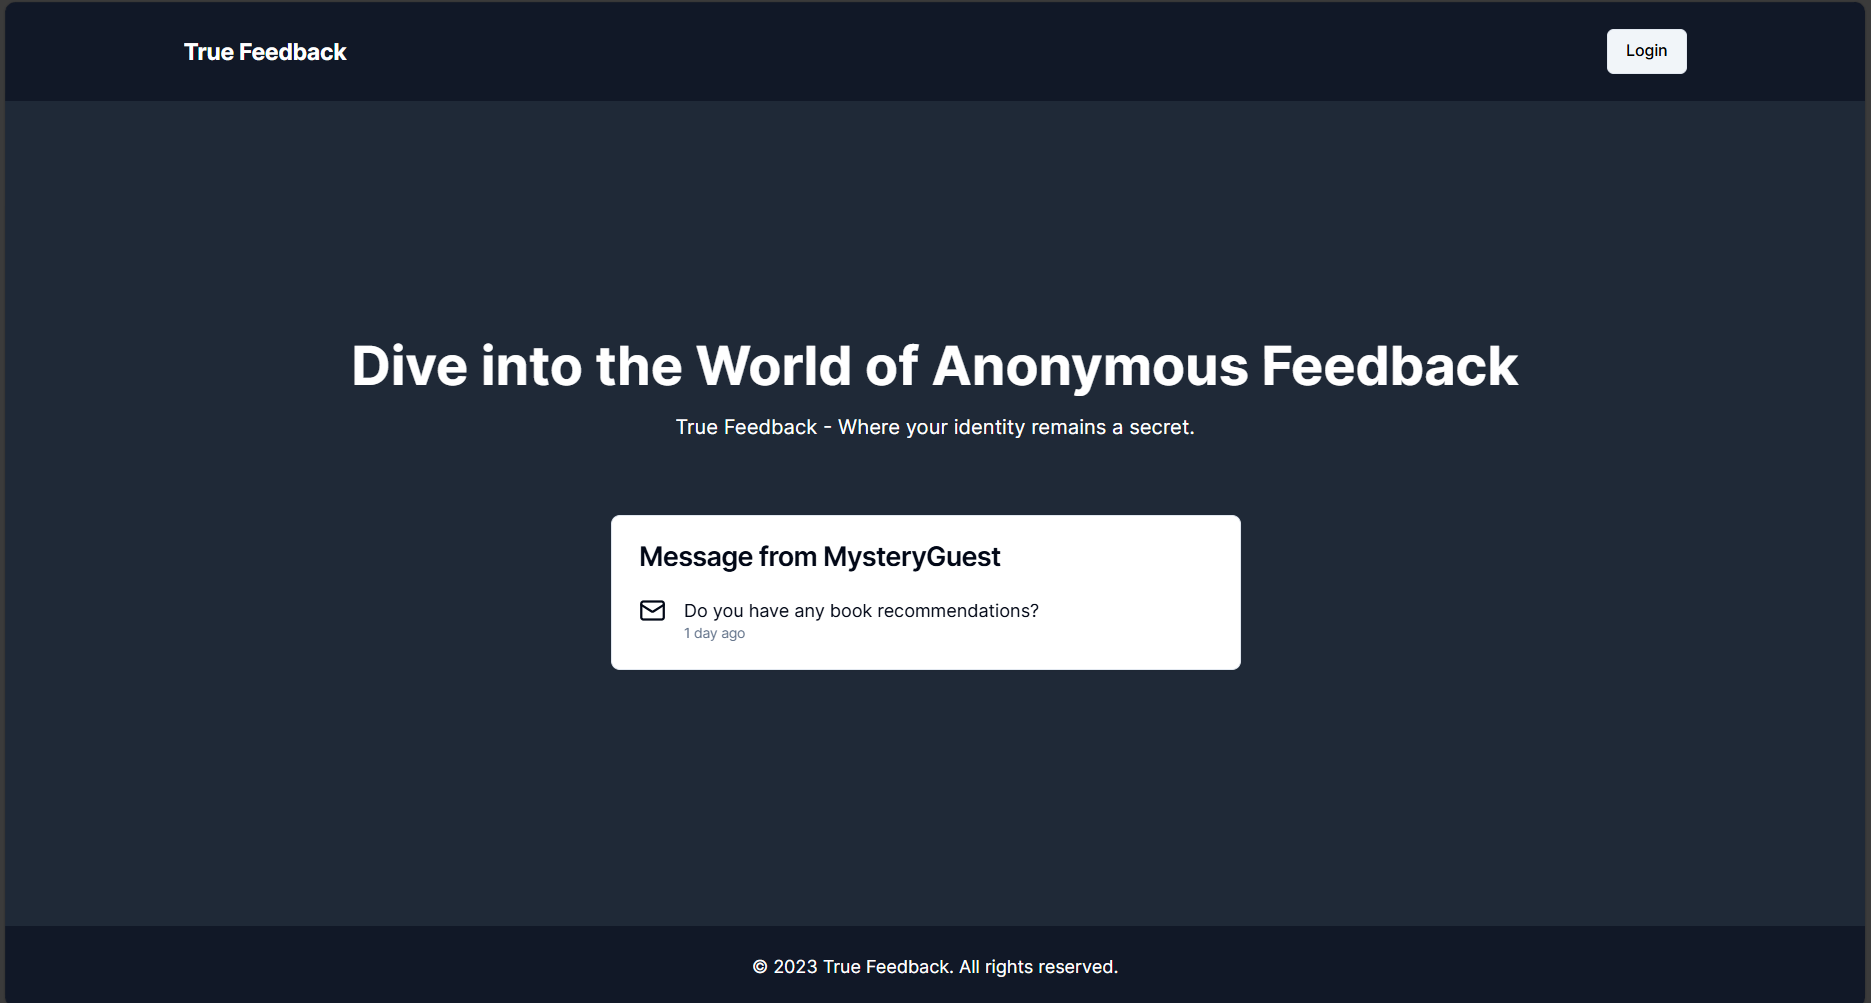 True Feedback
Login
Dive into the World of Anonymous Feedback
True Feedback - Where your identity remains a secret.
Message from MysteryGuest
Do you have any book recommendations?
1 day ago
© 2023 True Feedback. All rights reserved.